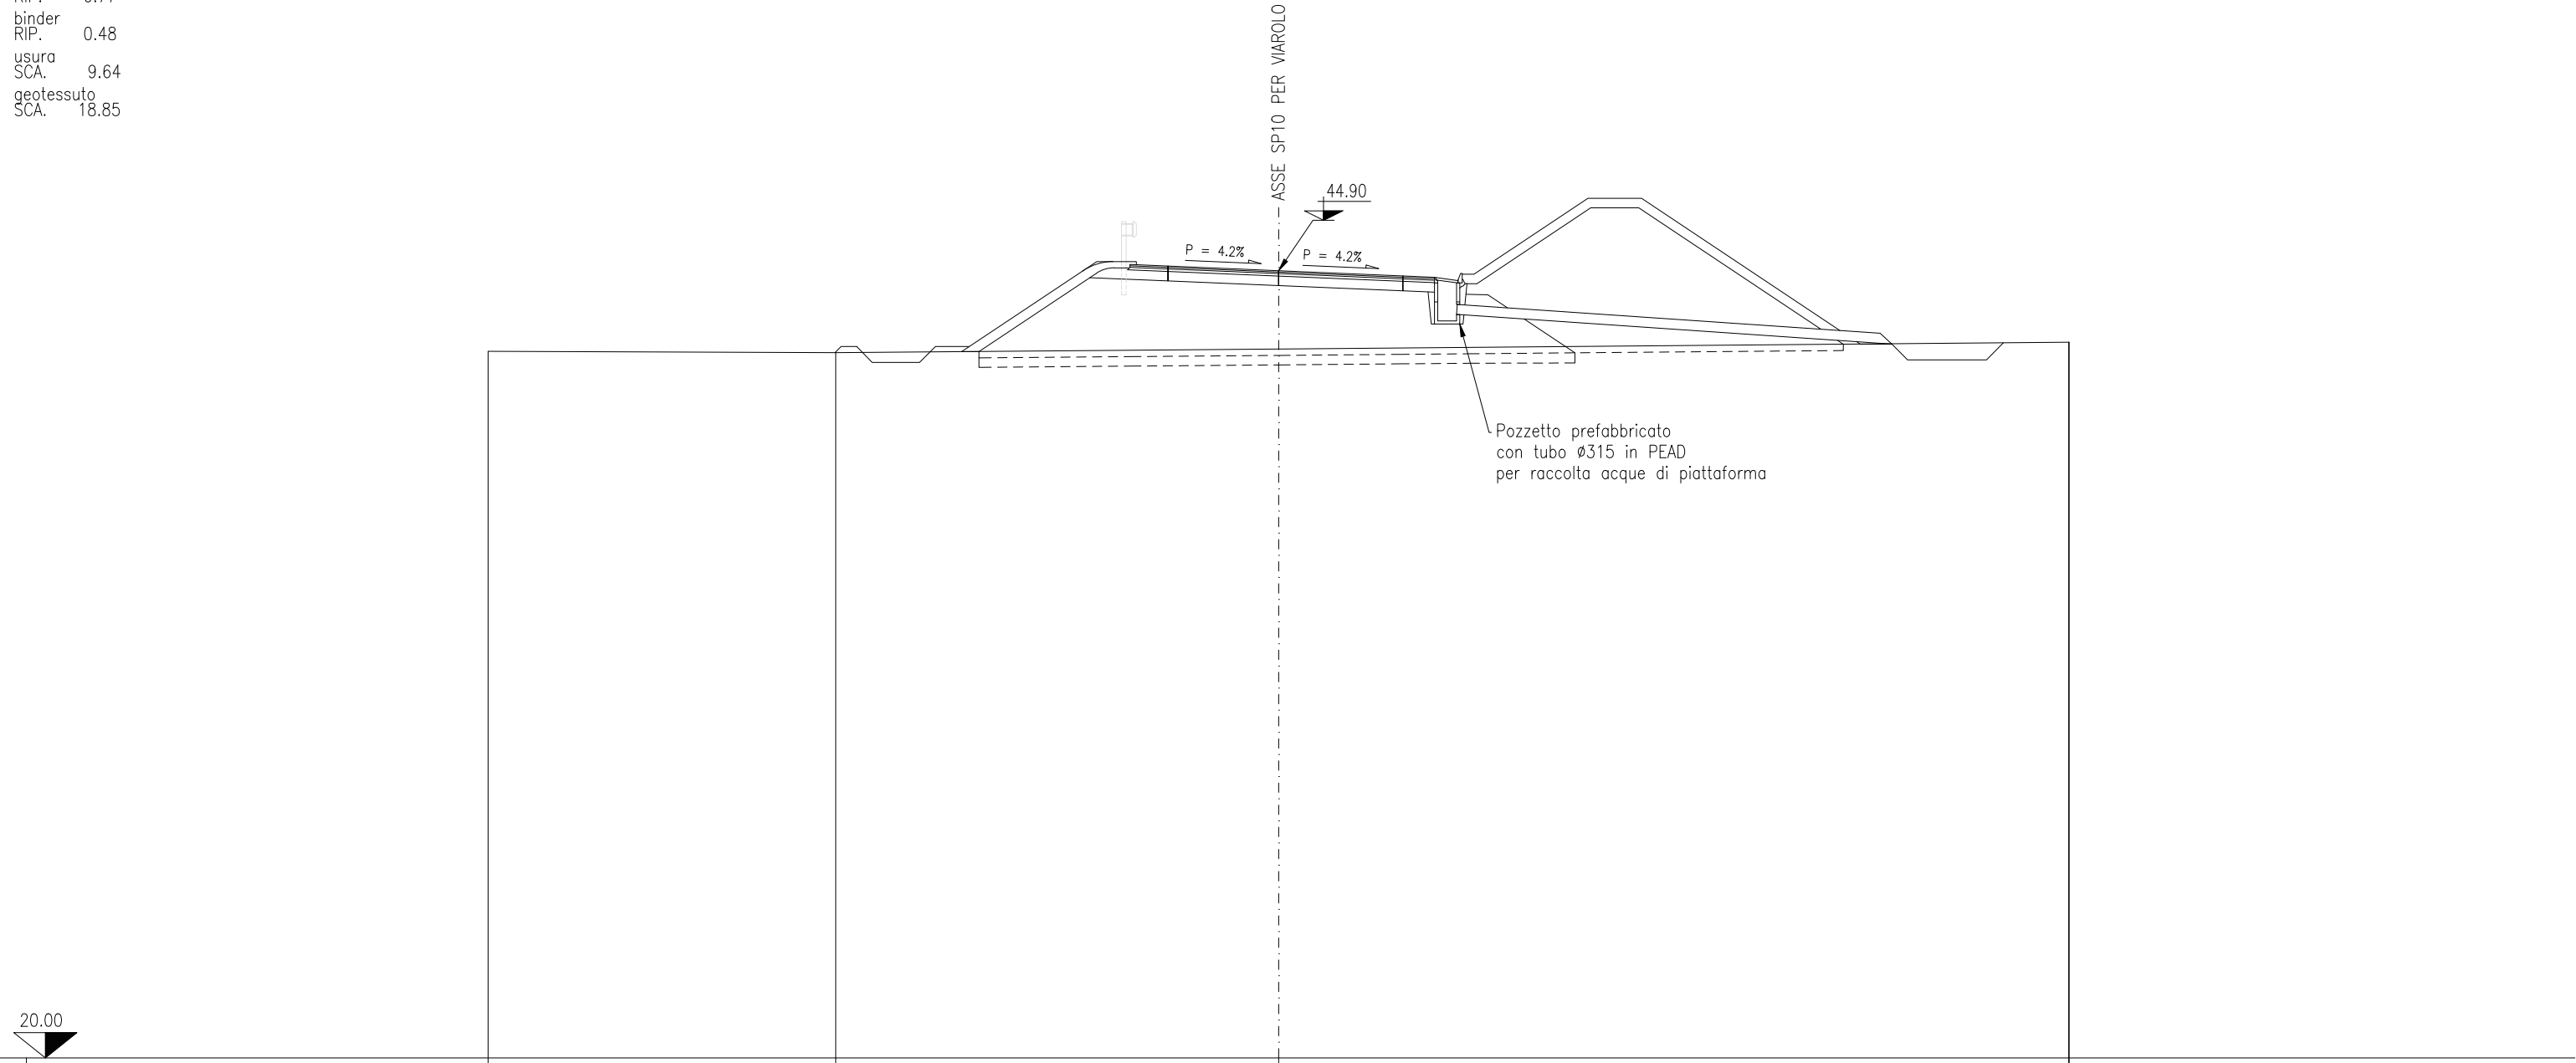 binder
RIP. 0.48
usura
SCA. 9.64
geotessuto
SCA. 18.85
ASSE SP10 PER VIAROLO
44.90
P = 4.2%
P = 4.2%
Pozzetto prefabbricato
con tubo Ø315 in PEAD
per raccolta acque di piattaforma
20.00